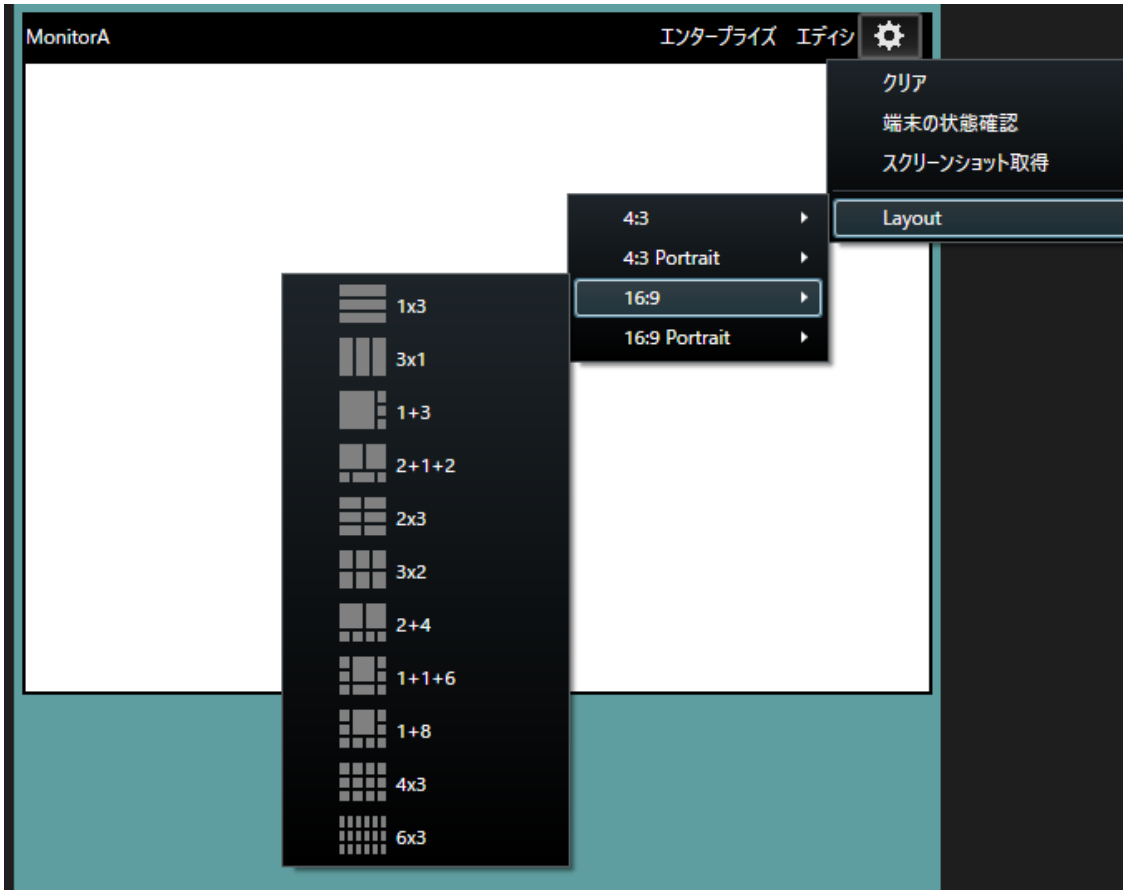 MonitorA
エンタープライズ エディシ
クリア
端末の状態確認
スクリーンショット取得
Layout
4:3
4:3 Portrait
16:9
16:9 Portrait
1x3
3x1
1+3
2+1+2
2x3
3x2
2+4
1+1+6
1+8
4x3
6x3